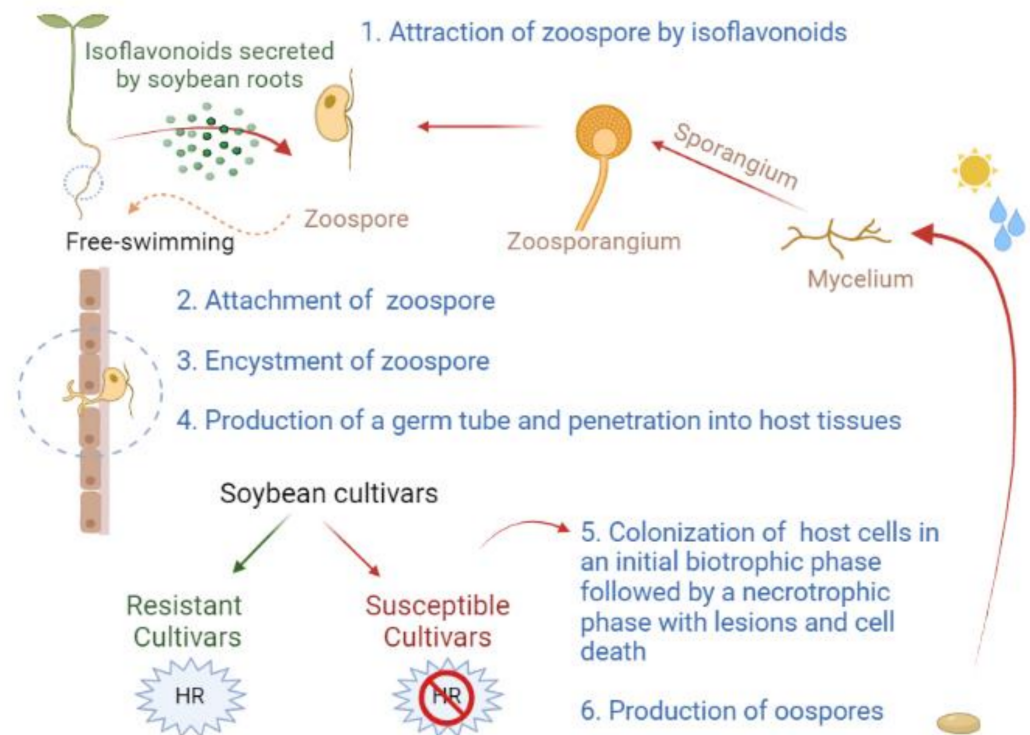 1. Attraction of zoospore by isoflavonoids
Isoflavonoids secreted
by soybean roots
Sporangium
Zoospore
Free-swimming
Zoosporangium
Mycelium
2. Attachment of zoospore
3. Encystment of zoospore
4. Production of a germ tube and penetration into host tissues
Soybean cultivars
Resistant
Cultivars
HR
Susceptible
Cultivars
HR
5. Colonization of host cells in
an initial biotrophic phase
followed by a necrotrophic
phase with lesions and cell
death
6. Production of oospores